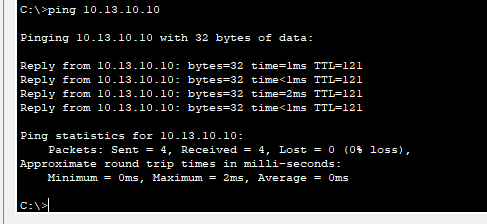 C:\>ping 10.13.10.10
Pinging 10.13.10.10 with 32 bytes of data:
Reply from 10.13.10.10: bytes=32 time=1ms TTL=121
Reply from 10.13.10.10: bytes=32 time<1ms TTL=121
Reply from 10.13.10.10: bytes=32 time=2ms TTL=121
Reply from 10.13.10.10: bytes=32 time<1ms TTL=121
Ping statistics for 10.13.10.10:
    Packets: Sent = 4, Received = 4, Lost = 0 (0% loss),
Approximate round trip times in milli-seconds:
    Minimum = 0ms, Maximum = 2ms, Average = 0ms
C:\>